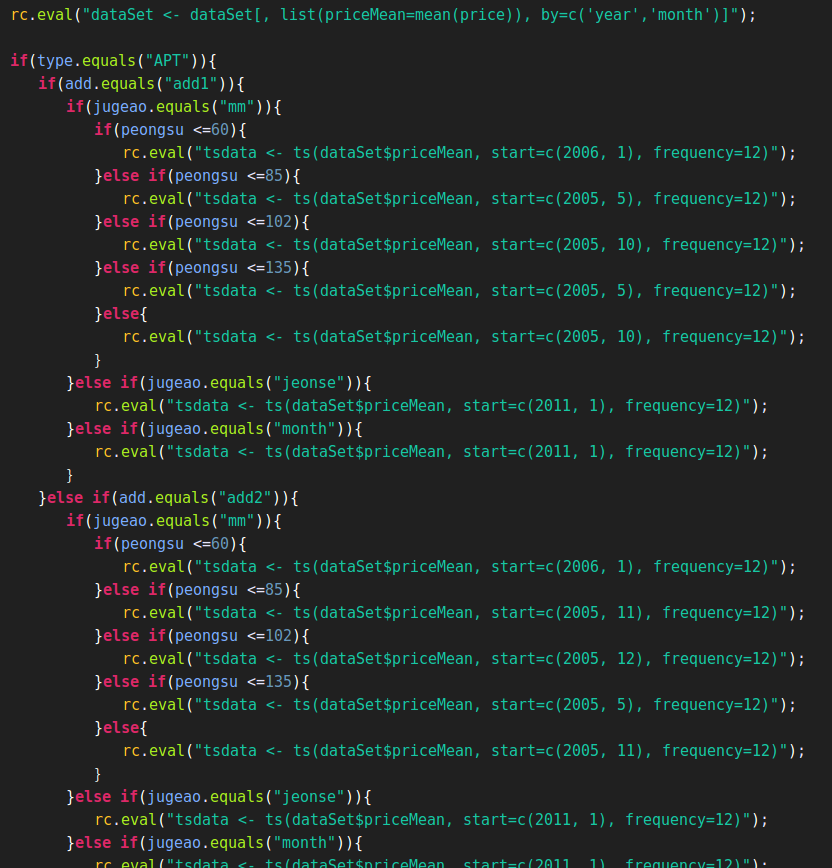 rc.eval("dataSet <- dataSet[, list(priceMean=mean(price)), by=c('year','month')]");
if(type.equals("APT")){
if(add.equals("add1")){
if(jugeao.equals("mm")){
if(peongsu <=60){
rc.eval("tsdata <- ts(dataSet$priceMean, start=c(2006, 1), frequency=12)");
}else if(peongsu <=85){
rc.eval("tsdata <- ts(dataSet$priceMean, start=c(2005, 5), frequency=12)");
}else if(peongsu <=102){
rc.eval("tsdata <- ts(dataSet$priceMean, start=c(2005, 10), frequency=12)");
}else if(peongsu <=135){
rc.eval("tsdata <- ts(dataSet$priceMean, start=c(2005, 5), frequency=12)");
}else{
rc.eval("tsdata <- ts(dataSet$priceMean, start=c(2005, 10), frequency=12)");
}
}else if(jugeao.equals("jeonse")){
rc.eval("tsdata <- ts(dataSet$priceMean, start=c(2011, 1), frequency=12)");
}else if(jugeao.equals("month")){
rc.eval("tsdata <- ts(dataSet$priceMean, start=c(2011, 1), frequency=12)");
}
}else if(add.equals("add2")){
if(jugeao.equals("mm")){
if(peongsu <=60){
rc.eval("tsdata <- ts(dataSet$priceMean, start=c(2006, 1), frequency=12)");
}else if(peongsu <=85){
rc.eval("tsdata <- ts(dataSet$priceMean, start=c(2005, 11), frequency=12)");
}else if(peongsu <=102){
rc.eval("tsdata <- ts(dataSet$priceMean, start=c(2005, 12), frequency=12)");
}else if(peongsu <=135){
rc.eval("tsdata <- ts(dataSet$priceMean, start=c(2005, 5), frequency=12)");
}else{
rc.eval("tsdata <- ts(dataSet$priceMean, start=c(2005, 11), frequency=12)");
}
}else if(jugeao.equals("jeonse")){
rc.eval("tsdata <- ts(dataSet$priceMean, start=c(2011, 1), frequency=12)");
}else if(jugeao.equals("month")){
rc.eval("tsdata <- ts(dataSet$priceMean, start=c(2011, 1), frequency=12)");